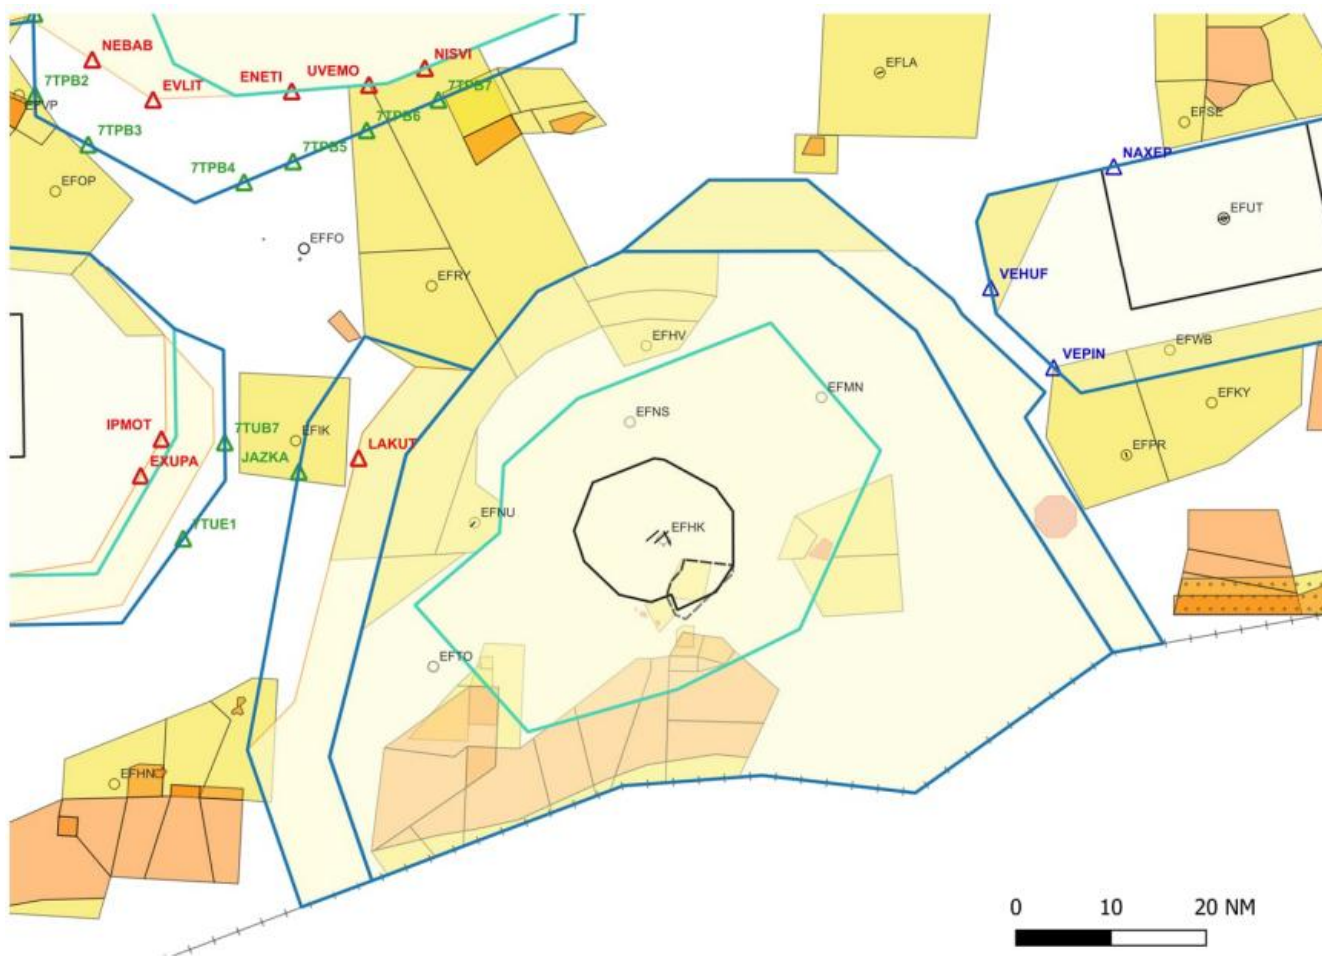 NEBAB
NISVI
UVEMO
ENETI
EFLA
7TPB2
EFVP
EVLIT
7TPB7
EFSE
7TPB3
7TPB6
7TPB5
NAXEP
7TPB4
EFOP
EFUT
EFFO
EFRY
VEHUF
EFHV
EFWB
VEPIN
EFMN
EFKY
EFNS
IPMOT
7TUB7
EFIK
LAKUT
EFPR
JAZKA
EXUPA
EFNU
7TUE1
EFHK
EFTO
EFHN
0 10 20 NM